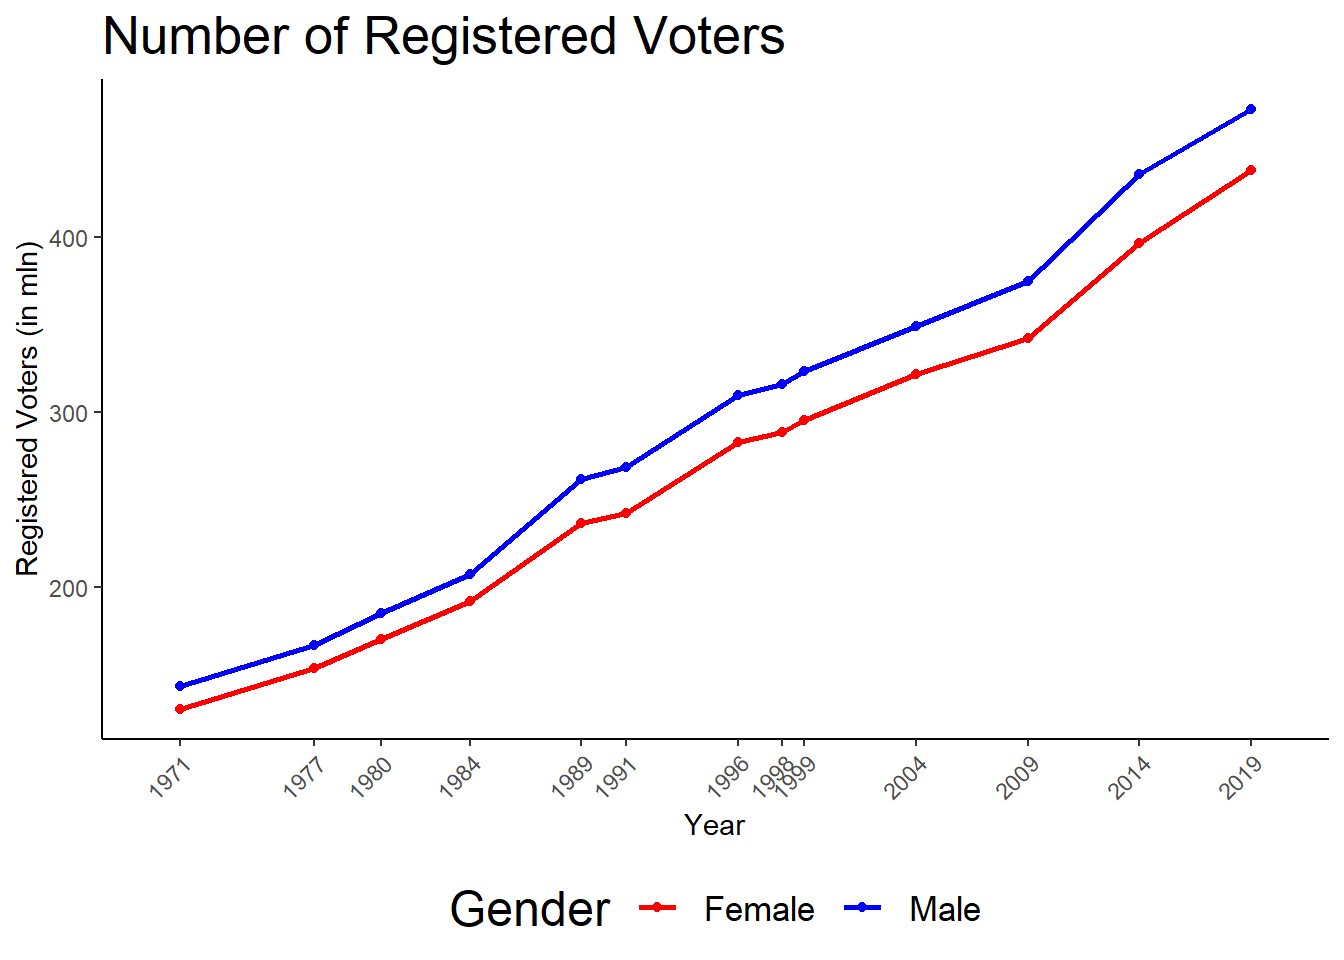 Number of Registered Voters
Registered Voters (in mln)
400
300
200
1971 1977 1980 1984 1989 1991 1996 1998 1999 2004 2009 2014 2019
Year
Gender Female Male